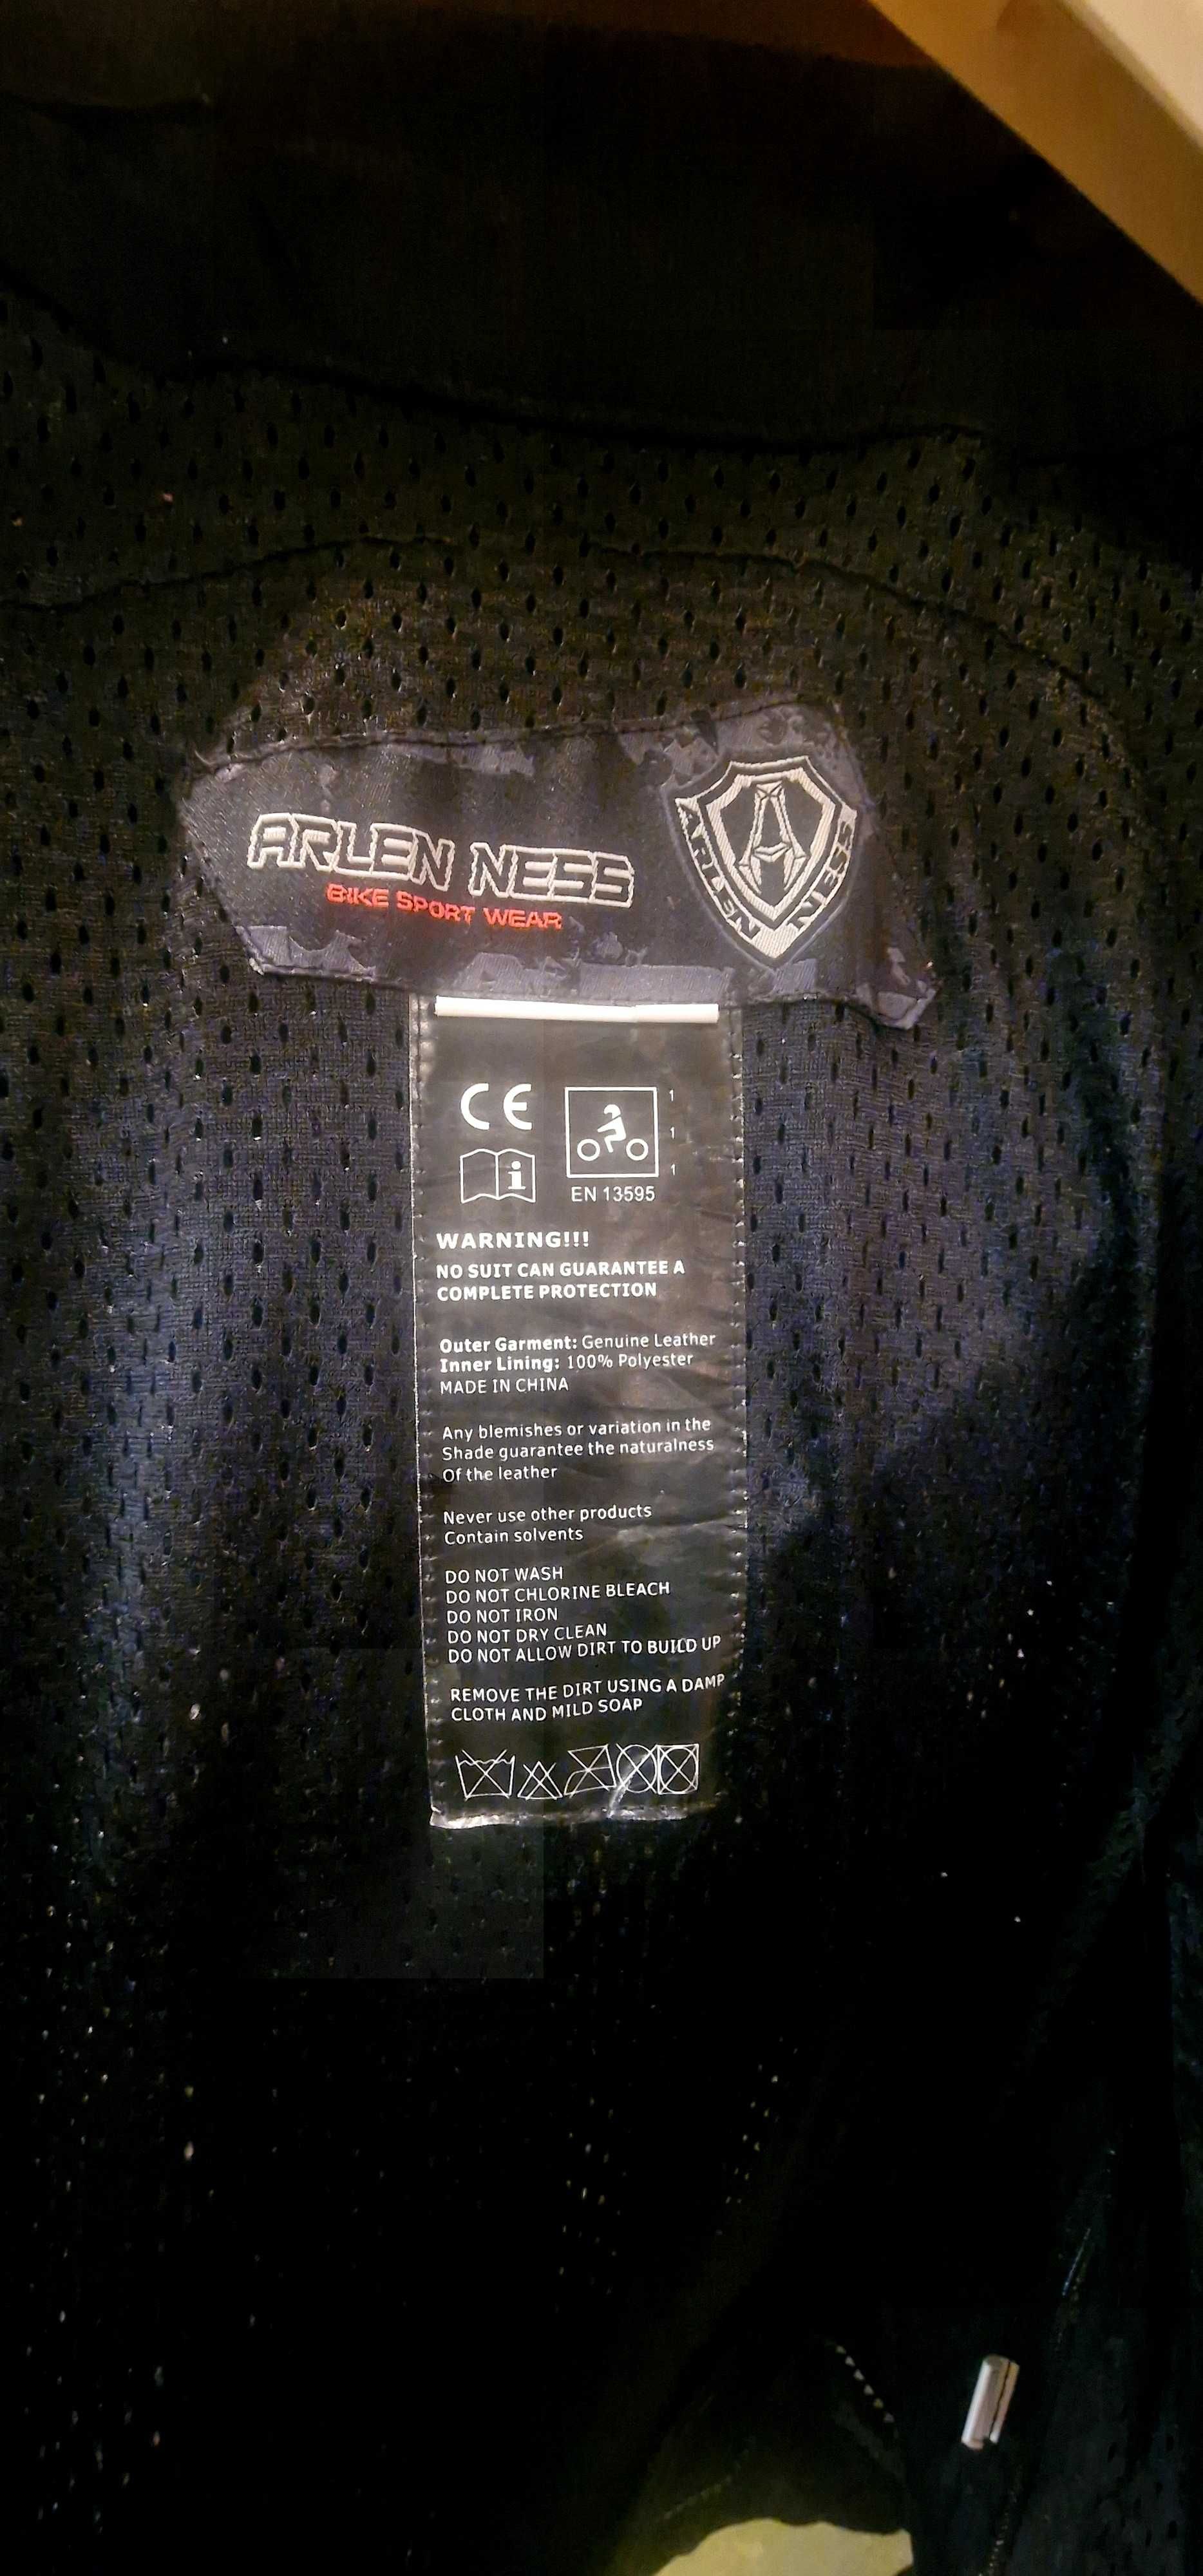 ARLEN NESS
BIKE SPORT WEAR
ARLEN NESS
CE
1
1
i
1
EN 13595
WARNING!!!
NO SUIT CAN GUARANTEE A
COMPLETE PROTECTION
Outer Garment: Genuine Leather
Inner Lining: 100% Polyester
MADE IN CHINA
Any blemishes or variation in the
Shade guarantee the naturalness
Of the leather
Never use other products
Contain solvents
DO NOT WASH
DO NOT CHLORINE BLEACH
DO NOT IRON
DO NOT DRY CLEAN
DO NOT ALLOW DIRT TO BUILD UP
REMOVE THE DIRT USING A DAMP
CLOTH AND MILD SOAP